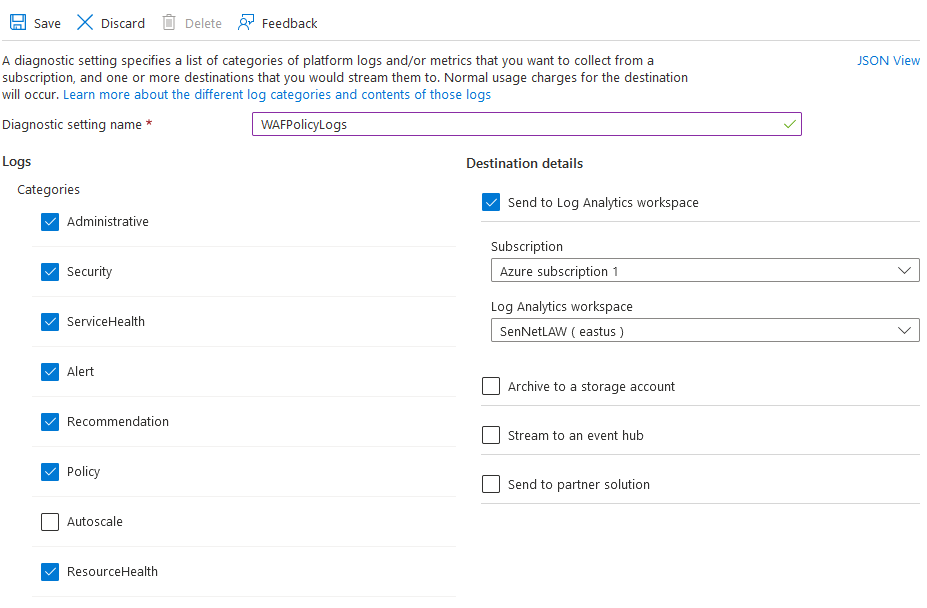 Save Discard Delete Feedback
A diagnostic setting specifies a list of categories of platform logs and/or metrics that you want to collect from a
subscription, and one or more destinations that you would stream them to. Normal usage charges for the destination
will occur. Learn more about the different log categories and contents of those logs
JSON View
Diagnostic setting name *
WAFPolicyLogs
Logs
Categories
Administrative
Security
ServiceHealth
Alert
Recommendation
Policy
Autoscale
ResourceHealth
Destination details
Send to Log Analytics workspace
Subscription
Azure subscription 1
Log Analytics workspace
SenNetLAW ( eastus )
Archive to a storage account
Stream to an event hub
Send to partner solution